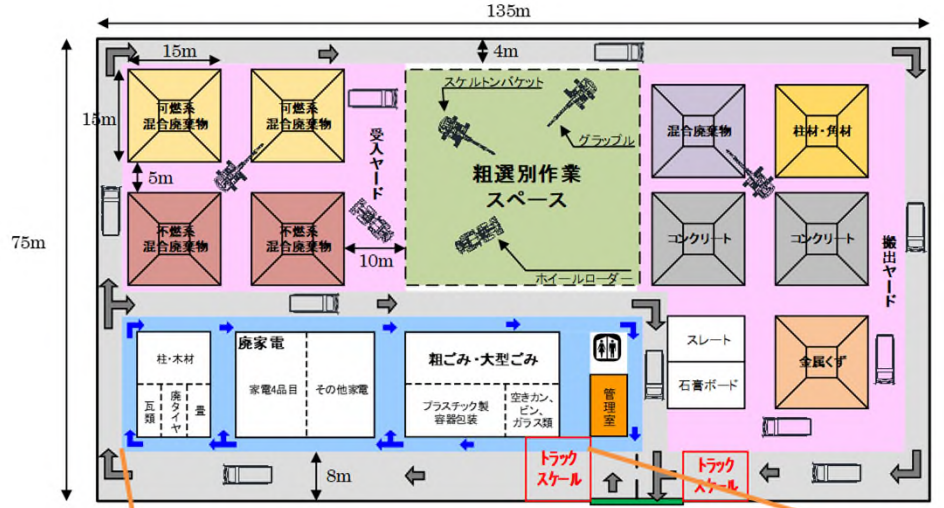 135m
4m
15m
15m
5m
75m
可燃系
混合廃棄物
可燃系
混合廃棄物
不燃系
混合廃棄物
不燃系
混合廃棄物
受入ヤード
10m
スケルトンバケット
グラップル
粗選別作業
スペース
ホイールローダー
混合廃棄物
柱材・角材
コンクリート
コンクリート
搬出ヤード
スレート
石膏ボード
金属くず
柱・木材
瓦類
廃タイヤ
畳
廃家電
家電4品目
その他家電
粗ごみ・大型ごみ
プラスチック製
容器包装
空きカン、
ビン、
ガラス類
管理室
8m
トラック
スケール
トラック
スケール